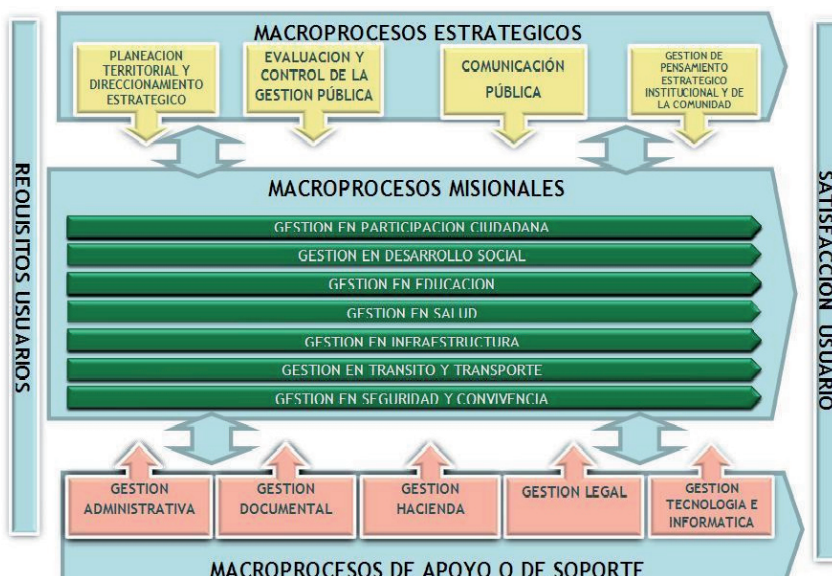 MACROPROCESOS ESTRATEGICOS
PLANEACION
TERRITORIAL Y
DIRECCIONAMIENTO
ESTRATEGICO
EVALUACION Y
CONTROL DE LA
GESTION PÚBLICA
COMUNICACIÓN
PÚBLICA
GESTION DE
PENSAMIENTO
ESTRATEGICO
INSTITUCIONAL Y DE
LA COMUNIDAD
REQUISITOS USUARIOS
MACROPROCESOS MISIONALES
GESTION EN PARTICIPACION CIUDADANA
GESTION EN DESARROLLO SOCIAL
GESTION EN EDUCACION
GESTION EN SALUD
GESTION EN INFRAESTRUCTURA
GESTION EN TRANSITO Y TRANSPORTE
GESTION EN SEGURIDAD Y CONVIVENCIA
SATISFACCION USUARIO
GESTION
ADMINISTRATIVA
GESTION
DOCUMENTAL
GESTION
HACIENDA
GESTION LEGAL
GESTION
TECNOLOGIA E
INFORMATICA
MACROPROCESOS DE APOYO O DE SOPORTE